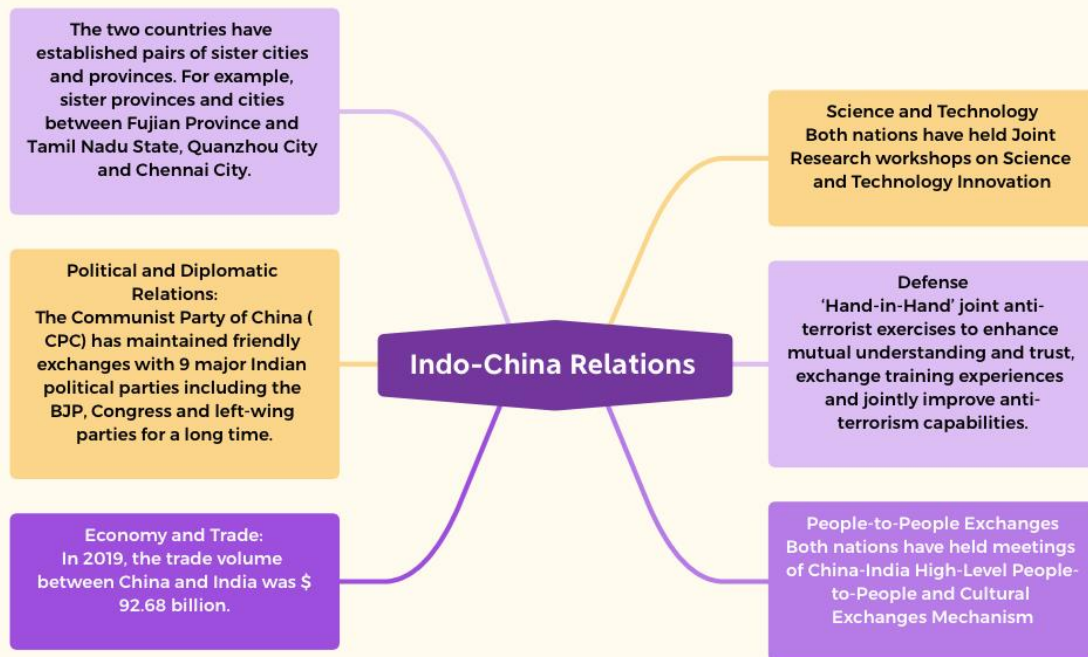 The two countries have
established pairs of sister cities
and provinces. For example,
sister provinces and cities
between Fujian Province and
Tamil Nadu State, Quanzhou City
and Chennai City.
Political and Diplomatic
Relations:
The Communist Party of China (
CPC) has maintained friendly
exchanges with 9 major Indian
political parties including the
BJP, Congress and left-wing
parties for a long time.
Economy and Trade:
In 2019, the trade volume
between China and India was $
92.68 billion.
Indo-China Relations
Science and Technology
Both nations have held Joint
Research workshops on Science
and Technology Innovation
Defense
‘Hand-in-Hand’ joint anti-
terrorist exercises to enhance
mutual understanding and trust,
exchange training experiences
and jointly improve anti-
terrorism capabilities.
People-to-People Exchanges
Both nations have held meetings
of China-India High-Level People-
to-People and Cultural
Exchanges Mechanism